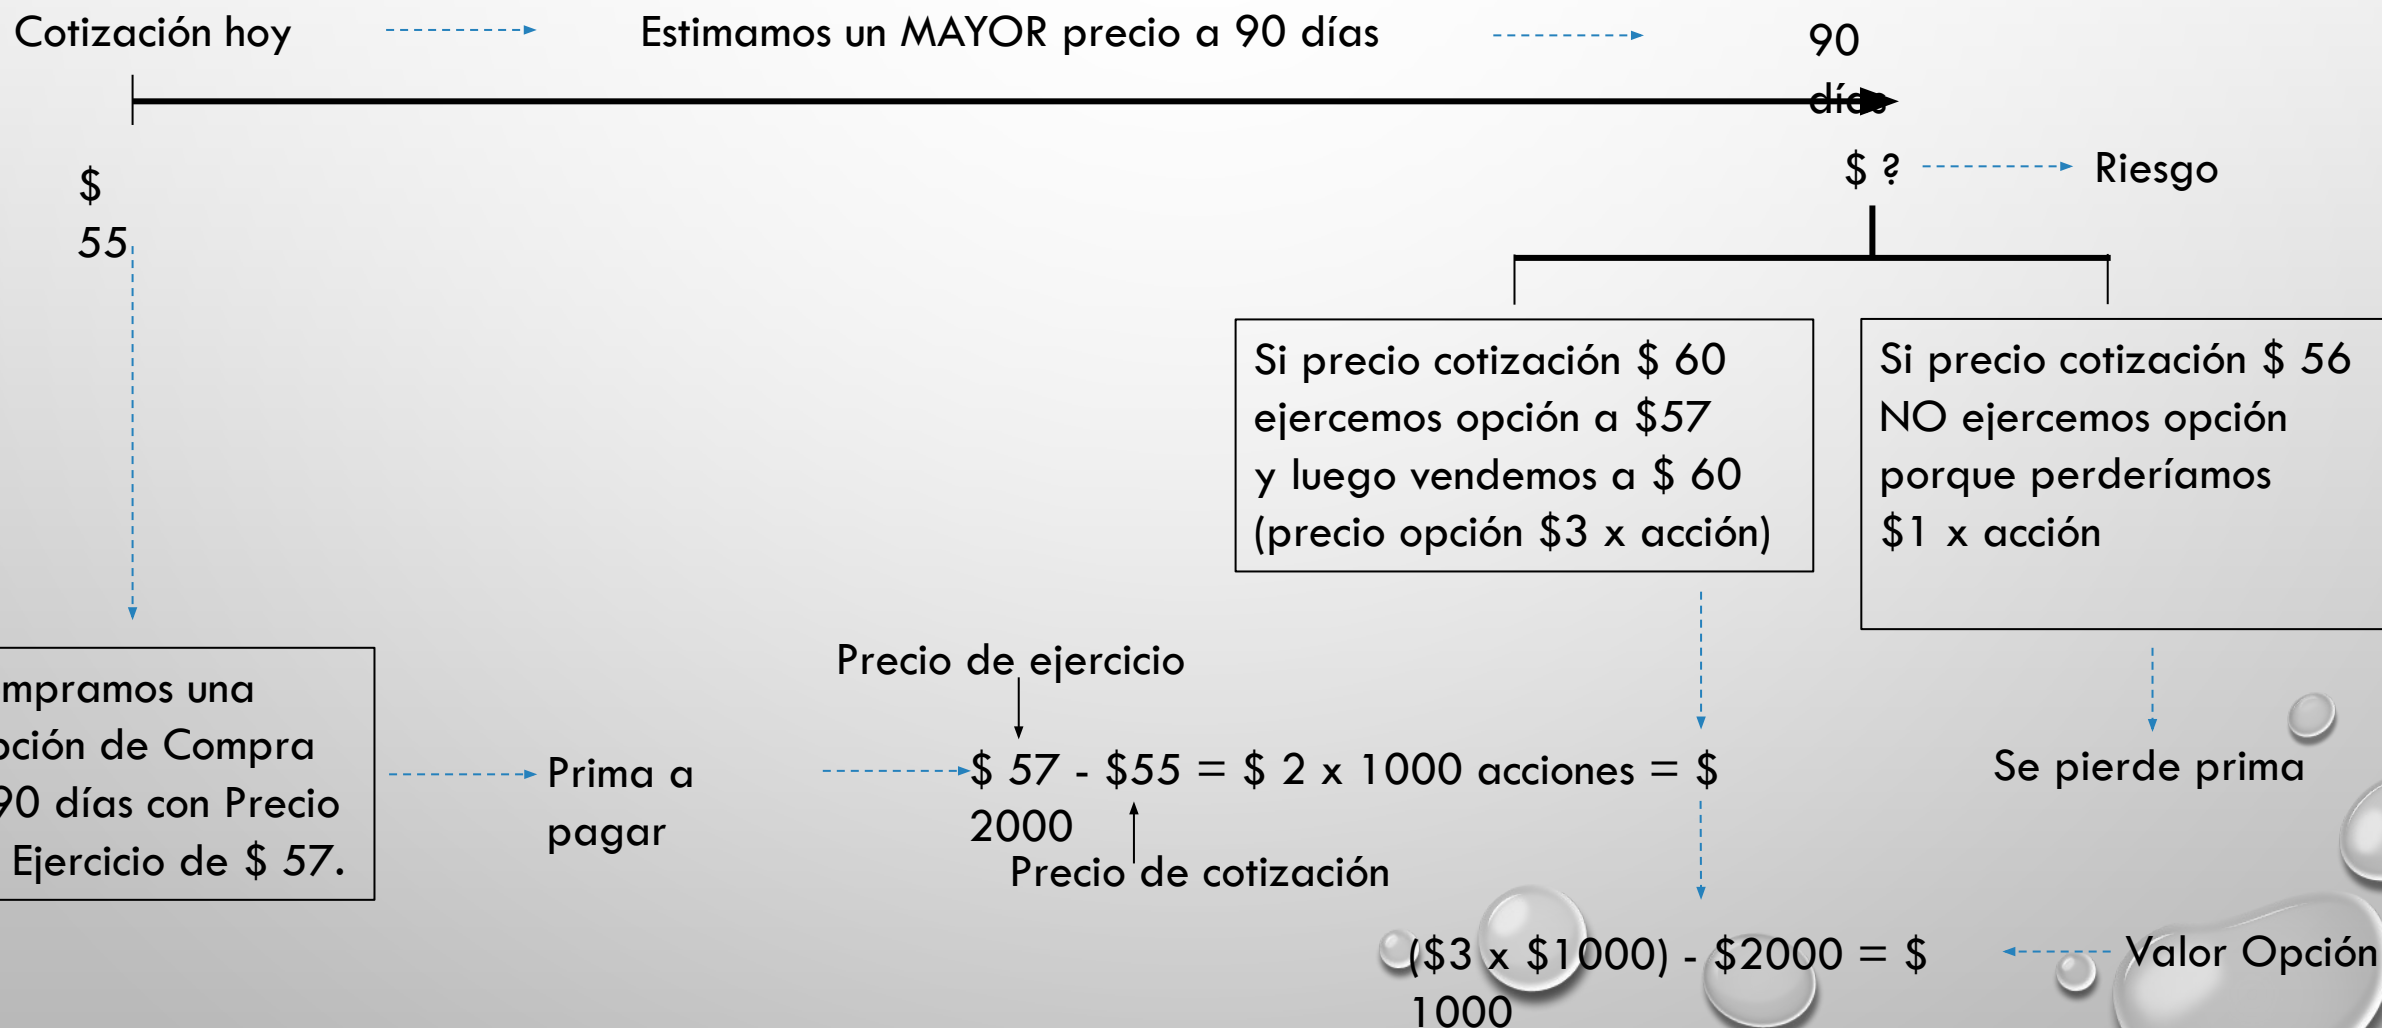 Cotización hoy
Estimamos un MAYOR precio a 90 días
90
días
$
55
$ ?
Riesgo
Si precio cotización $ 60
ejercemos opción a $57
y luego vendemos a $ 60
(precio opción $3 x acción)
Si precio cotización $ 56
NO ejercemos opción
porque perderíamos
$1 x acción
mpramos una
pción de Compra
90 días con Precio
Ejercicio de $ 57.
Prima a
pagar
Precio de ejercicio
$ 57 - $55 = $ 2 x 1000 acciones = $
2000
Precio de cotización
Se pierde prima
($3 x $1000) - $2000 = $
1000
Valor Opción